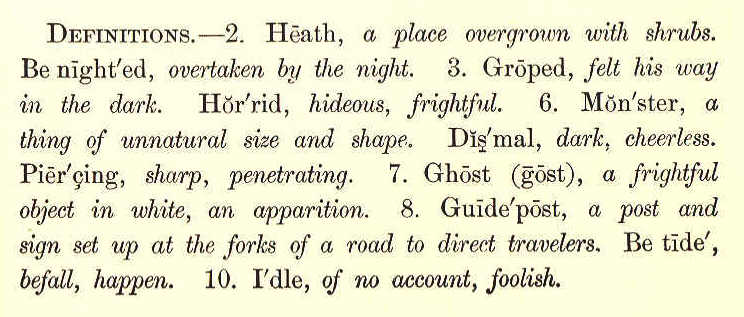 DEFINITIONS.—2. Hēath, a place overgrown with shrubs.
Be nīght′ed, overtaken by the night. 3. Grōped, felt his way
in the dark. Hŏr′rid, hideous, frightful. 6. Mŏn′ster, a
thing of unnatural size and shape. Dĭş′mal, dark, cheerless.
Piēr′çing, sharp, penetrating. 7. Ghōst (ḡōst), a frightful
object in white, an apparition. 8. Guīde′pōst, a post and
sign set up at the forks of a road to direct travelers. Be tīde′,
befall, happen. 10. I′dle, of no account, foolish.